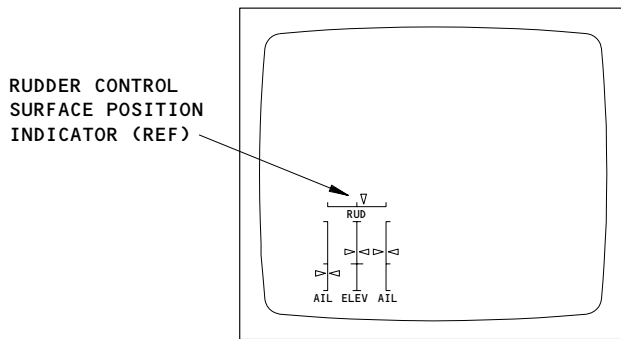 RUDDER CONTROL
SURFACE POSITION
INDICATOR (REF)
RUD
AIL ELEV AIL